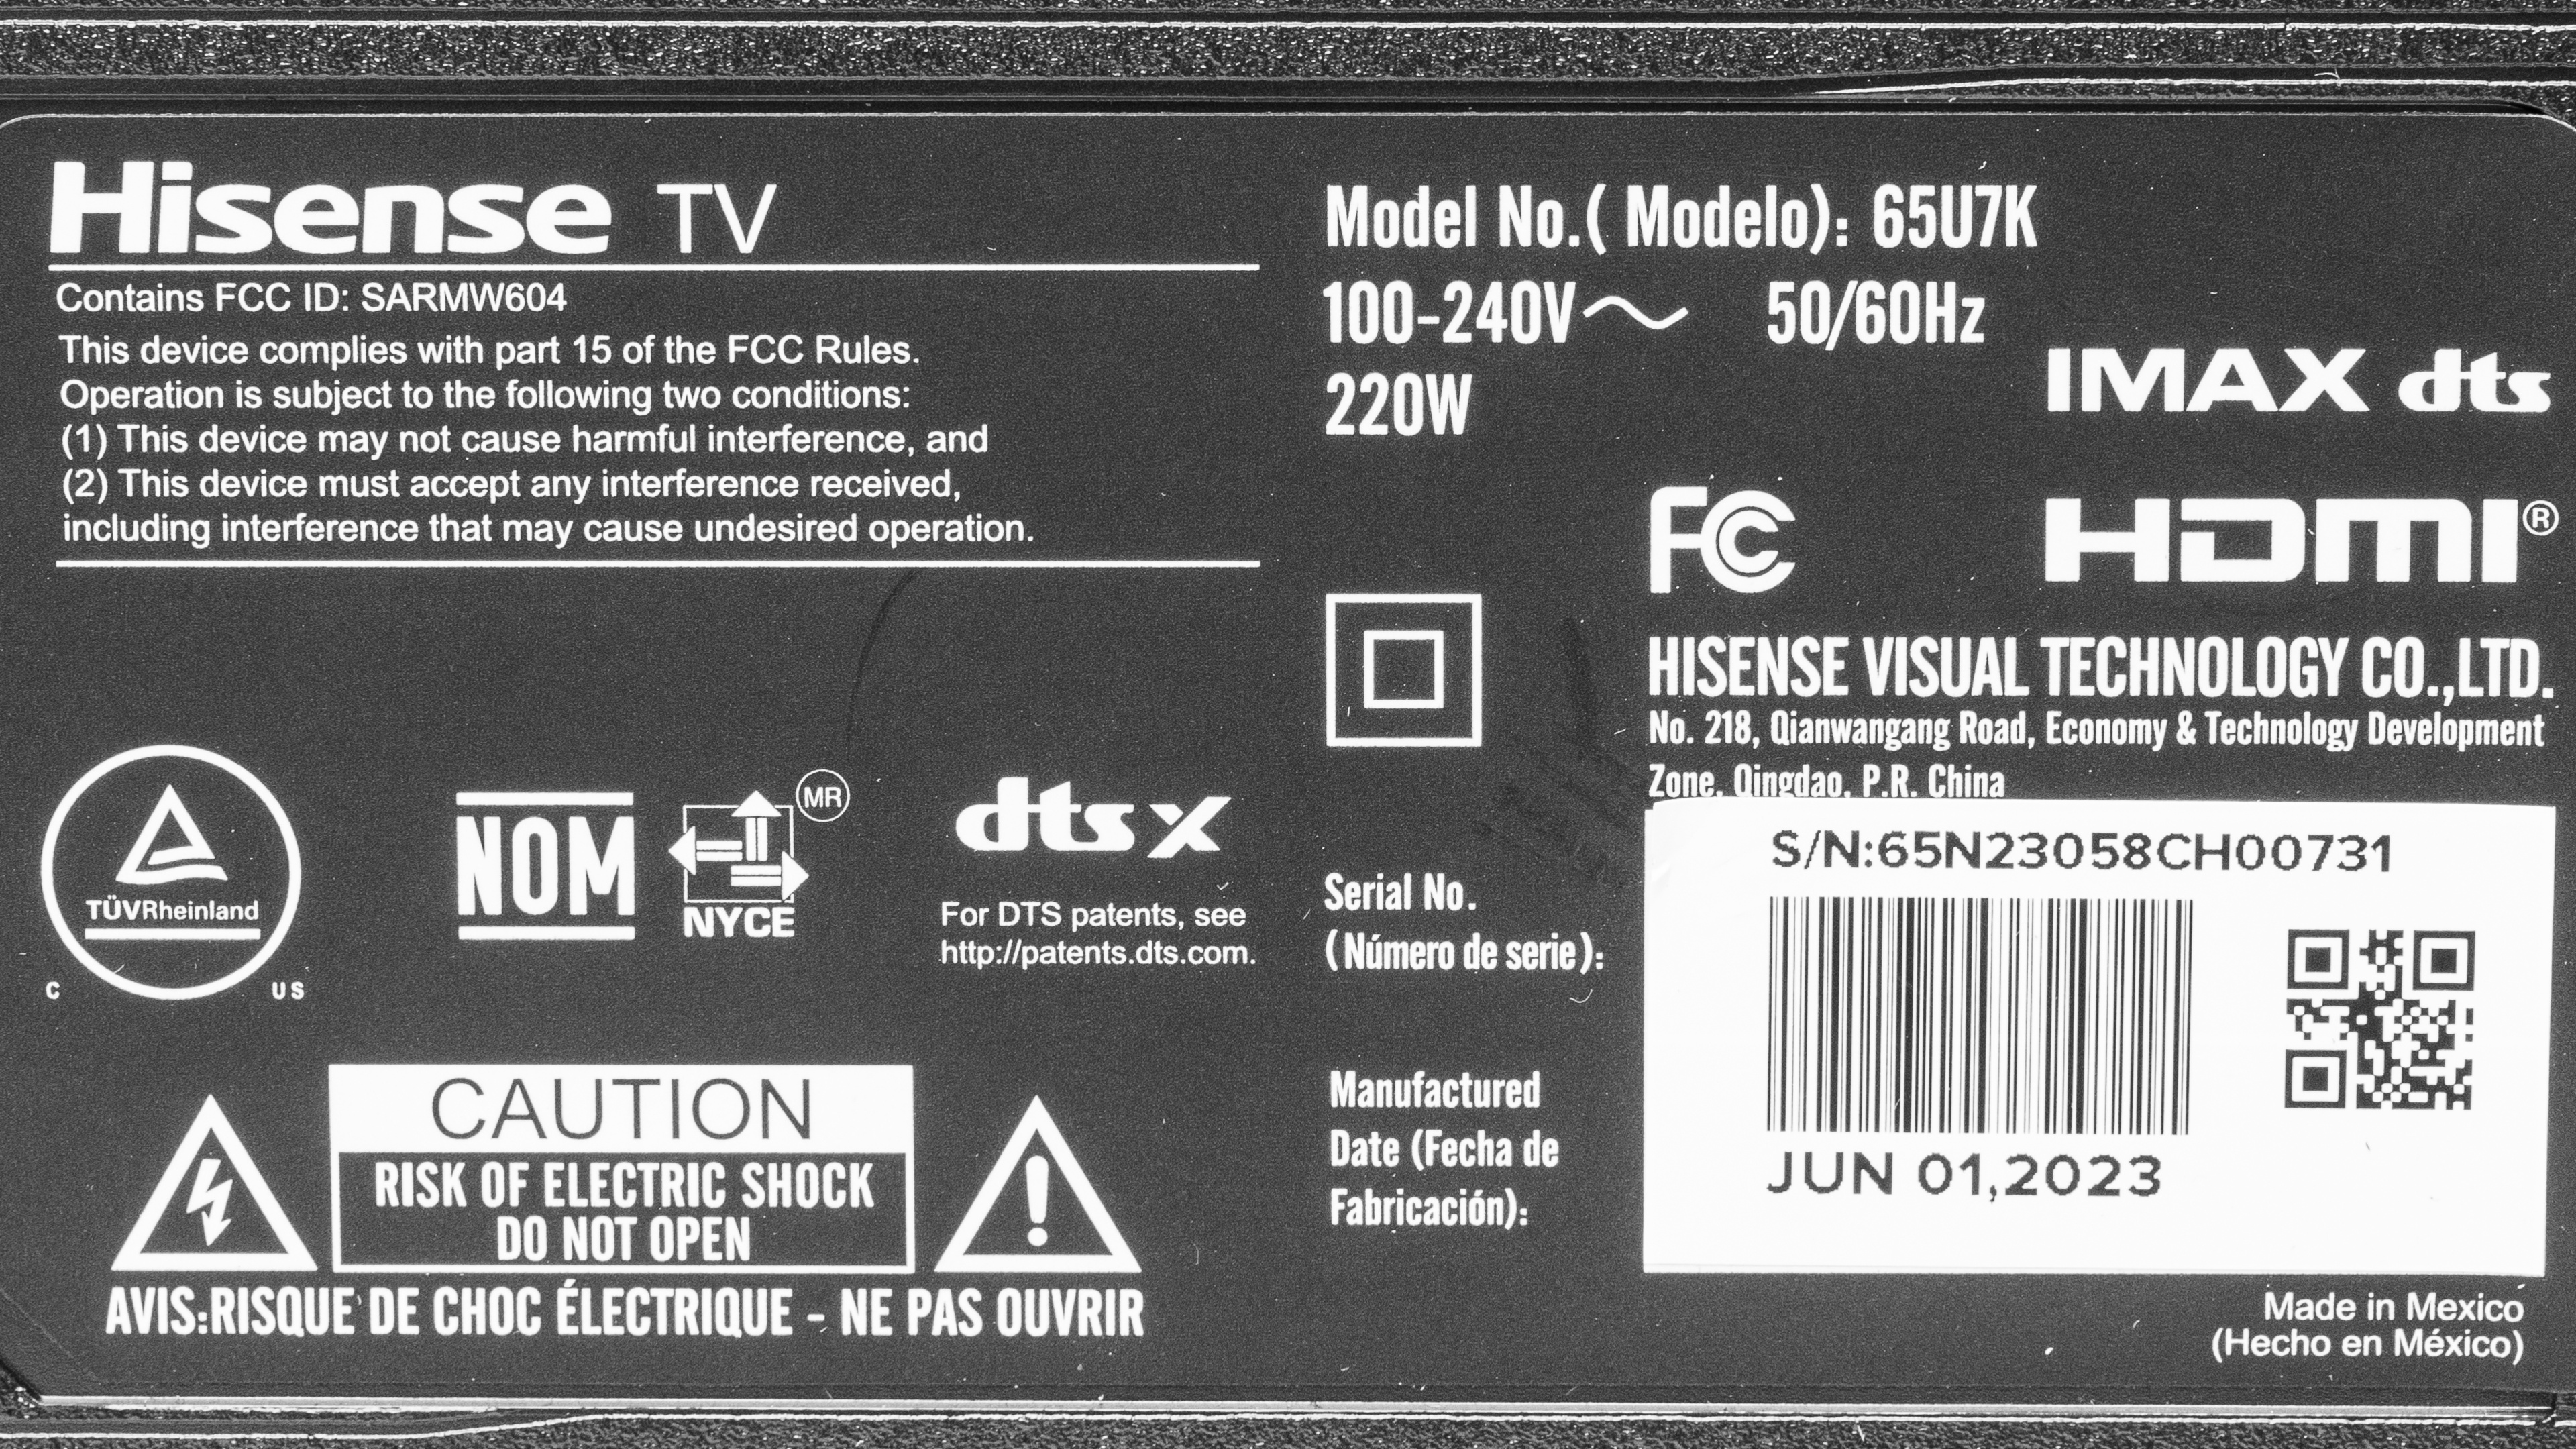 Hisense TV
Contains FCC ID: SARMW604
This device complies with part 15 of the FCC Rules.
Operation is subject to the following two conditions:
(1) This device may not cause harmful interference, and
(2) This device must accept any interference received,
including interference that may cause undesired operation.
TÜVRheinland
C US
NOM
MR
NYCE
dts X
For DTS patents, see
http://patents.dts.com.
CAUTION
RISK OF ELECTRIC SHOCK
DO NOT OPEN
AVIS:RISQUE DE CHOC ÉLECTRIQUE - NE PAS OUVRIR
Model No.( Modelo): 65U7K
100-240V~ 50/60Hz
220W
IMAX dts
FC HDMI®
HISENSE VISUAL TECHNOLOGY CO.,LTD.
No. 218, Qianwangang Road, Economy & Technology Development
Zone, Qingdao, P.R. China
Serial No.
(Número de serie):
S/N:65N23058CH00731
Manufactured
Date (Fecha de
Fabricación):
JUN 01,2023
Made in Mexico
(Hecho en México)